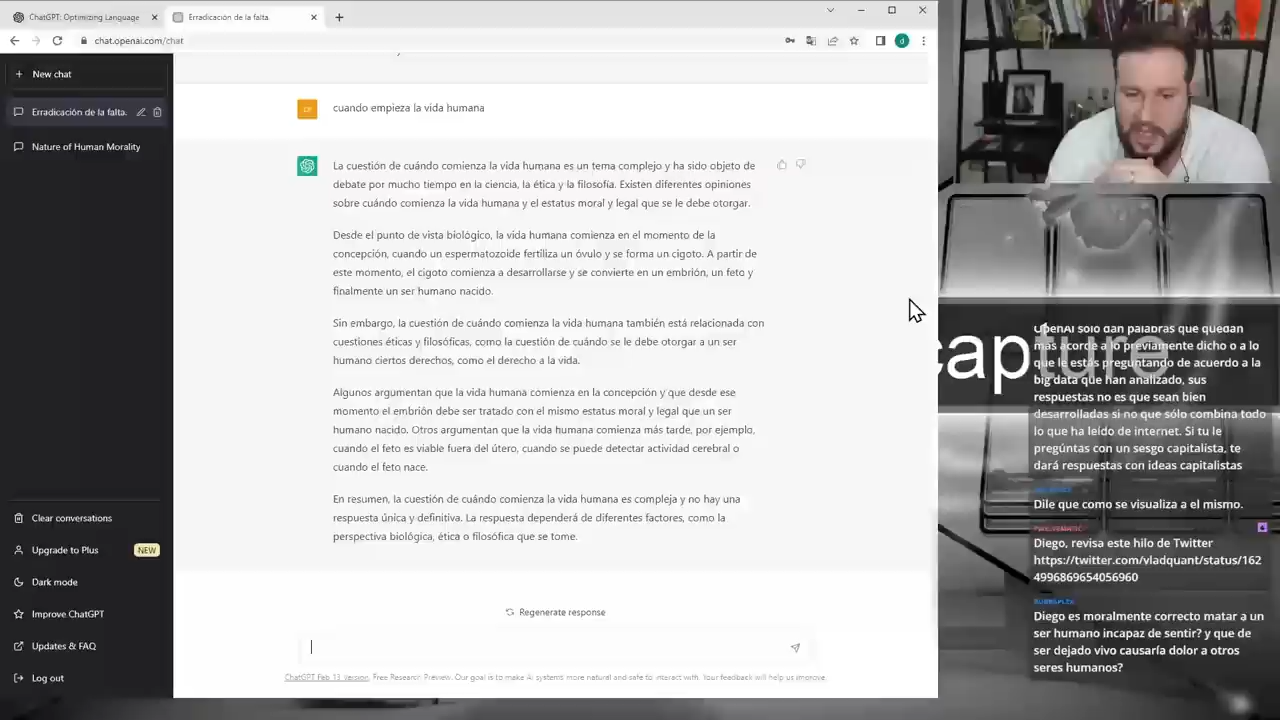 ChatGPT: Optimizing Language
Erradicación de la falta.
chat.openai.com/chat
d
New chat
Erradicación de la falta.
Nature of Human Morality
Clear conversations
Upgrade to Plus NEW
Dark mode
Improve ChatGPT
Updates & FAQ
Log out
cuando empieza la vida humana
La cuestión de cuándo comienza la vida humana es un tema complejo y ha sido objeto de
debate por mucho tiempo en la ciencia, la ética y la filosofía. Existen diferentes opiniones
sobre cuándo comienza la vida humana y el estatus moral y legal que se le debe otorgar.
Desde el punto de vista biológico, la vida humana comienza en el momento de la
concepción, cuando un espermatozoide fertiliza un óvulo y se forma un cigoto. A partir de
este momento, el cigoto comienza a desarrollarse y se convierte en un embrión, un feto y
finalmente un ser humano nacido.
Sin embargo, la cuestión de cuándo comienza la vida humana también está relacionada con
cuestiones éticas y filosóficas, como la cuestión de cuándo se le debe otorgar a un ser
humano ciertos derechos, como el derecho a la vida.
Algunos argumentan que la vida humana comienza en la concepción y que desde ese
momento el embrión debe ser tratado con el mismo estatus moral y legal que un ser
humano nacido. Otros argumentan que la vida humana comienza más tarde, por ejemplo,
cuando el feto es viable fuera del útero, cuando se puede detectar actividad cerebral o
cuando el feto nace.
En resumen, la cuestión de cuándo comienza la vida humana es compleja y no hay una
respuesta única y definitiva. La respuesta dependerá de diferentes factores, como la
perspectiva biológica, ética o filosófica que se tome.
Regenerate response
ChatGPT Feb 13 Version. Free Research Preview. Our goal is to make AI systems more natural and safe to interact with. Your feedback will help us improve.
capture
OpenAI solo dan palabras que quedan
más acorde a lo previamente dicho o a lo
que le estás preguntando de acuerdo a la
big data que han analizado, sus
respuestas no es que sean bien
desarrolladas si no que sólo combina todo
lo que ha leído de internet. Si tu le
pregúntas con un sesgo capitalista, te
dará respuestas con ideas capitalistas
Dile que como se visualiza a el mismo.
Diego, revisa este hilo de Twitter
https://twitter.com/vladquant/status/162
4996869654056960
Diego es moralmente correcto matar a un
ser humano incapaz de sentir? y que de
ser dejado vivo causaría dolor a otros
seres humanos?